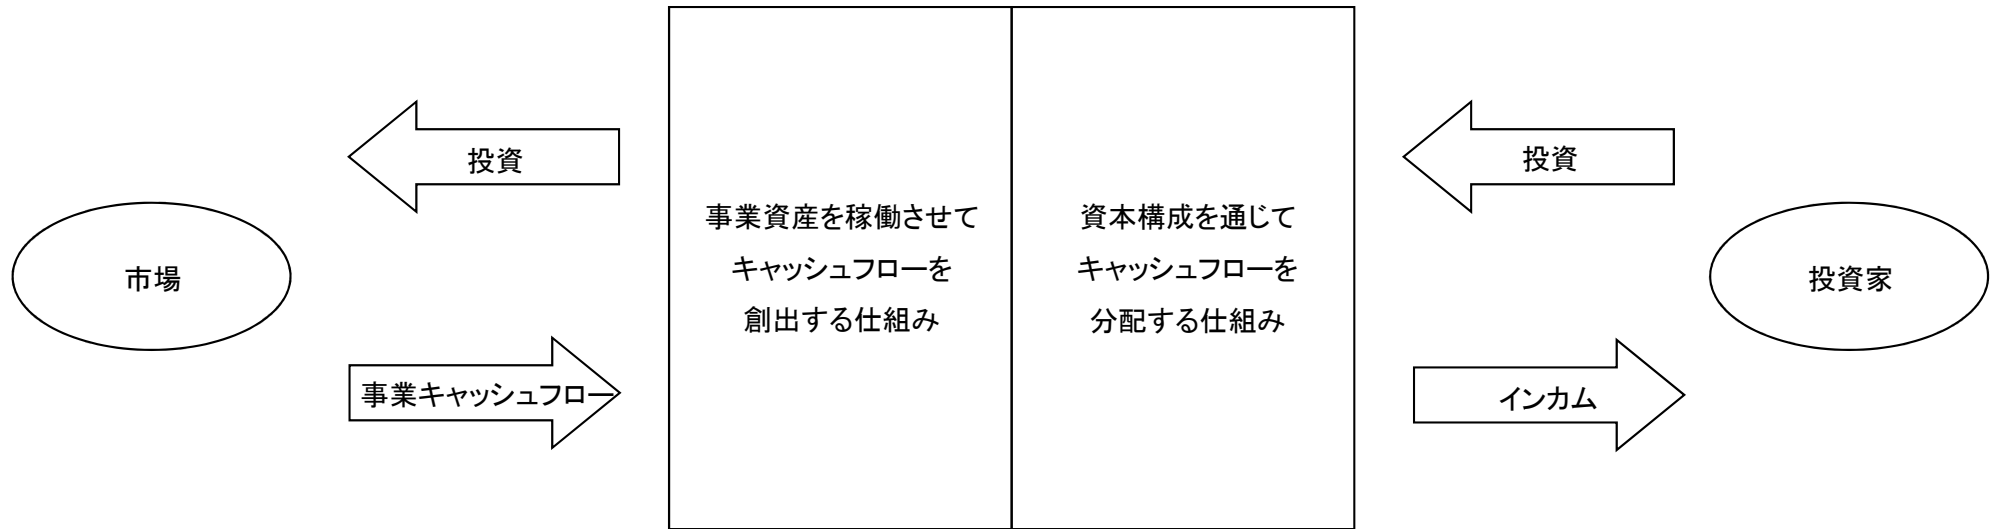 市場
投資
事業キャッシュフロー
事業資産を稼働させて
キャッシュフローを
創出する仕組み
資本構成を通じて
キャッシュフローを
分配する仕組み
投資
インカム
投資家